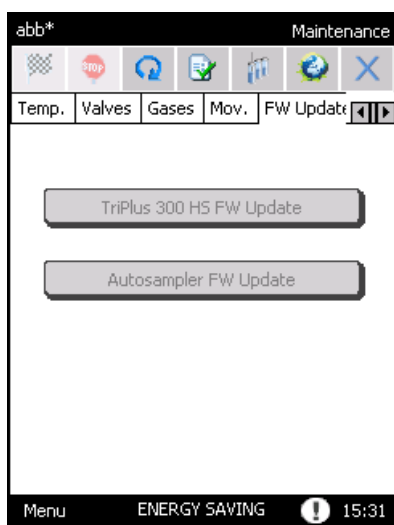 abb* Maintenance
STOP
Temp. Valves Gases Mov. FW Update
TriPlus 300 HS FW Update
Autosampler FW Update
Menu ENERGY SAVING 15:31